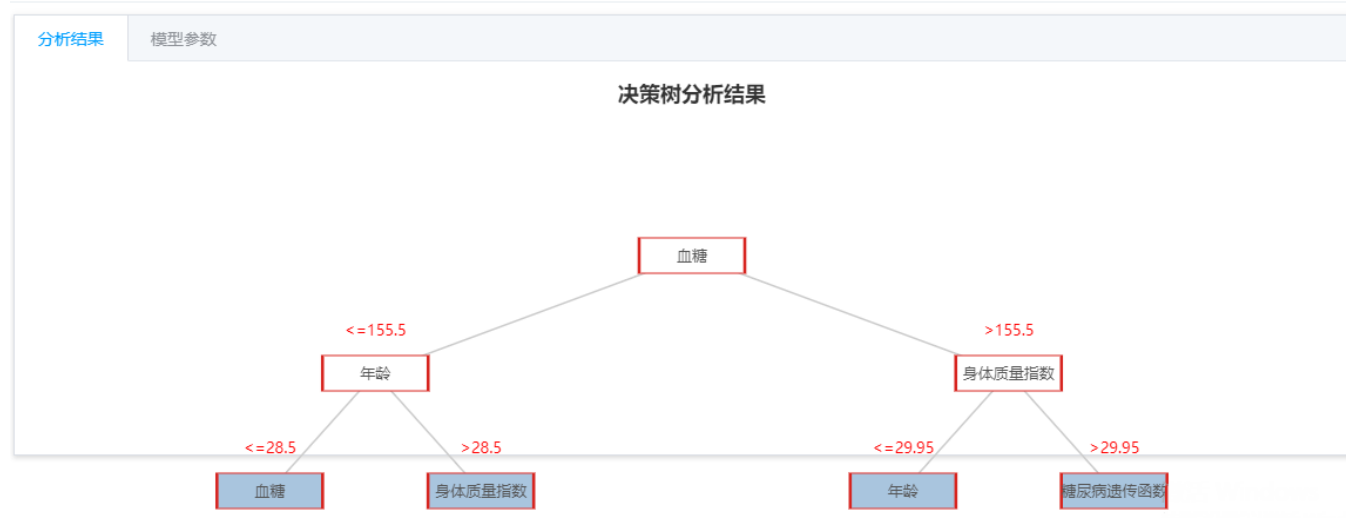 分析结果 模型参数
决策树分析结果
血糖
<=155.5 >155.5
年龄 身体质量指数
<=28.5 >28.5 <=29.95 >29.95
血糖 身体质量指数 年龄 糖尿病遗传函数